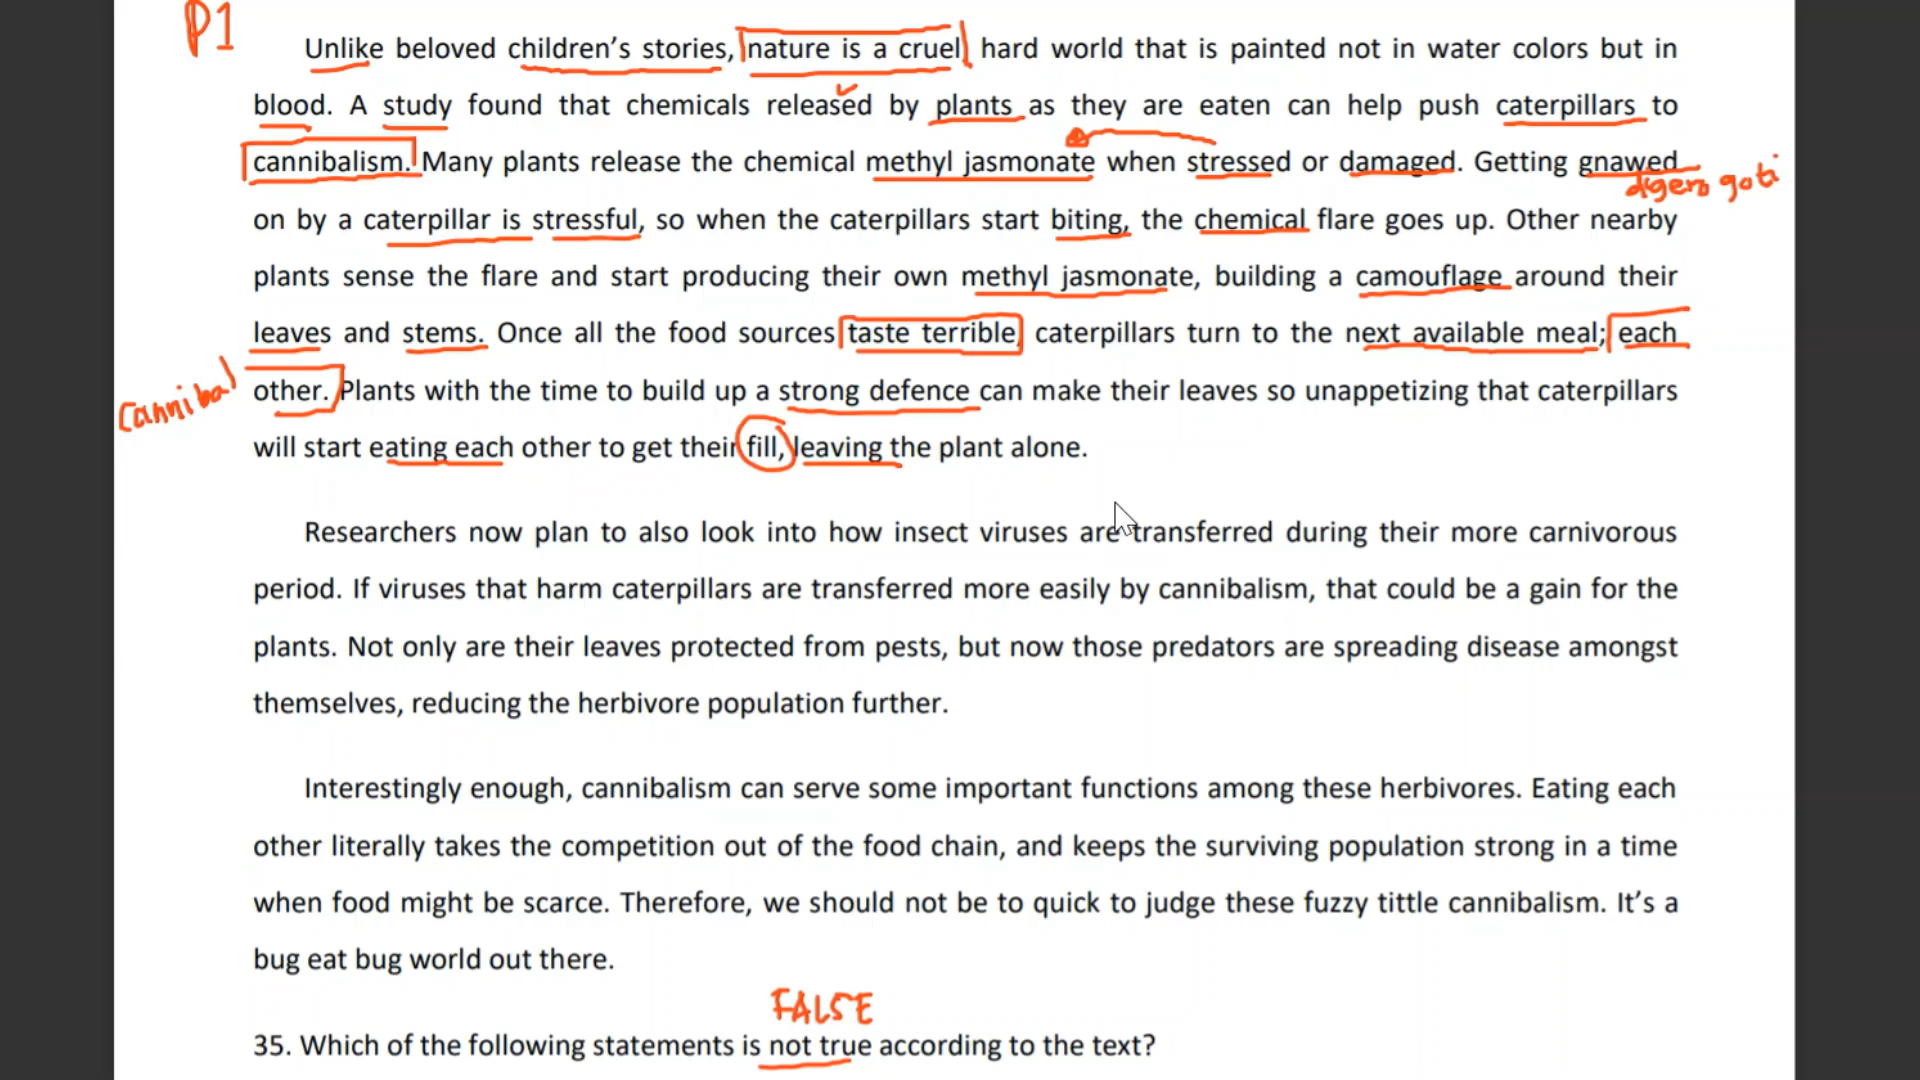 P1
Unlike beloved children's stories, nature is a cruel hard world that is painted not in water colors but in
blood. A study found that chemicals released by plants as they are eaten can help push caterpillars to
cannibalism. Many plants release the chemical methyl jasmonate when stressed or damaged. Getting gnawed
digero goti
on by a caterpillar is stressful, so when the caterpillars start biting, the chemical flare goes up. Other nearby
plants sense the flare and start producing their own methyl jasmonate, building a camouflage around their
leaves and stems. Once all the food sources taste terrible, caterpillars turn to the next available meal; each
cannibal
other. Plants with the time to build up a strong defence can make their leaves so unappetizing that caterpillars
will start eating each other to get their fill, leaving the plant alone.
Researchers now plan to also look into how insect viruses are transferred during their more carnivorous
period. If viruses that harm caterpillars are transferred more easily by cannibalism, that could be a gain for the
plants. Not only are their leaves protected from pests, but now those predators are spreading disease amongst
themselves, reducing the herbivore population further.
Interestingly enough, cannibalism can serve some important functions among these herbivores. Eating each
other literally takes the competition out of the food chain, and keeps the surviving population strong in a time
when food might be scarce. Therefore, we should not be to quick to judge these fuzzy tittle cannibalism. It's a
bug eat bug world out there.
FALSE
35. Which of the following statements is not true according to the text?